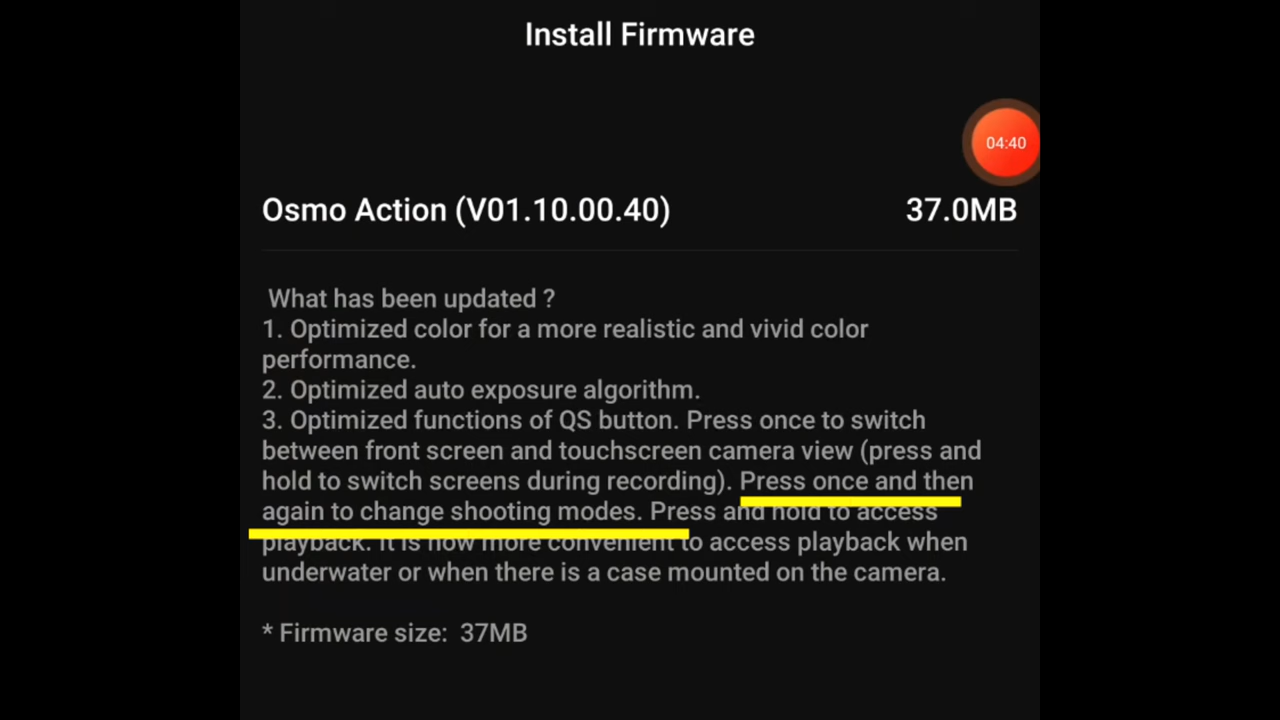 Install Firmware
04:40
Osmo Action (V01.10.00.40) 37.0MB
What has been updated ?
1. Optimized color for a more realistic and vivid color
performance.
2. Optimized auto exposure algorithm.
3. Optimized functions of QS button. Press once to switch
between front screen and touchscreen camera view (press and
hold to switch screens during recording). Press once and then
again to change shooting modes. Press and hold to access
playback. It is now more convenient to access playback when
underwater or when there is a case mounted on the camera.
* Firmware size: 37MB